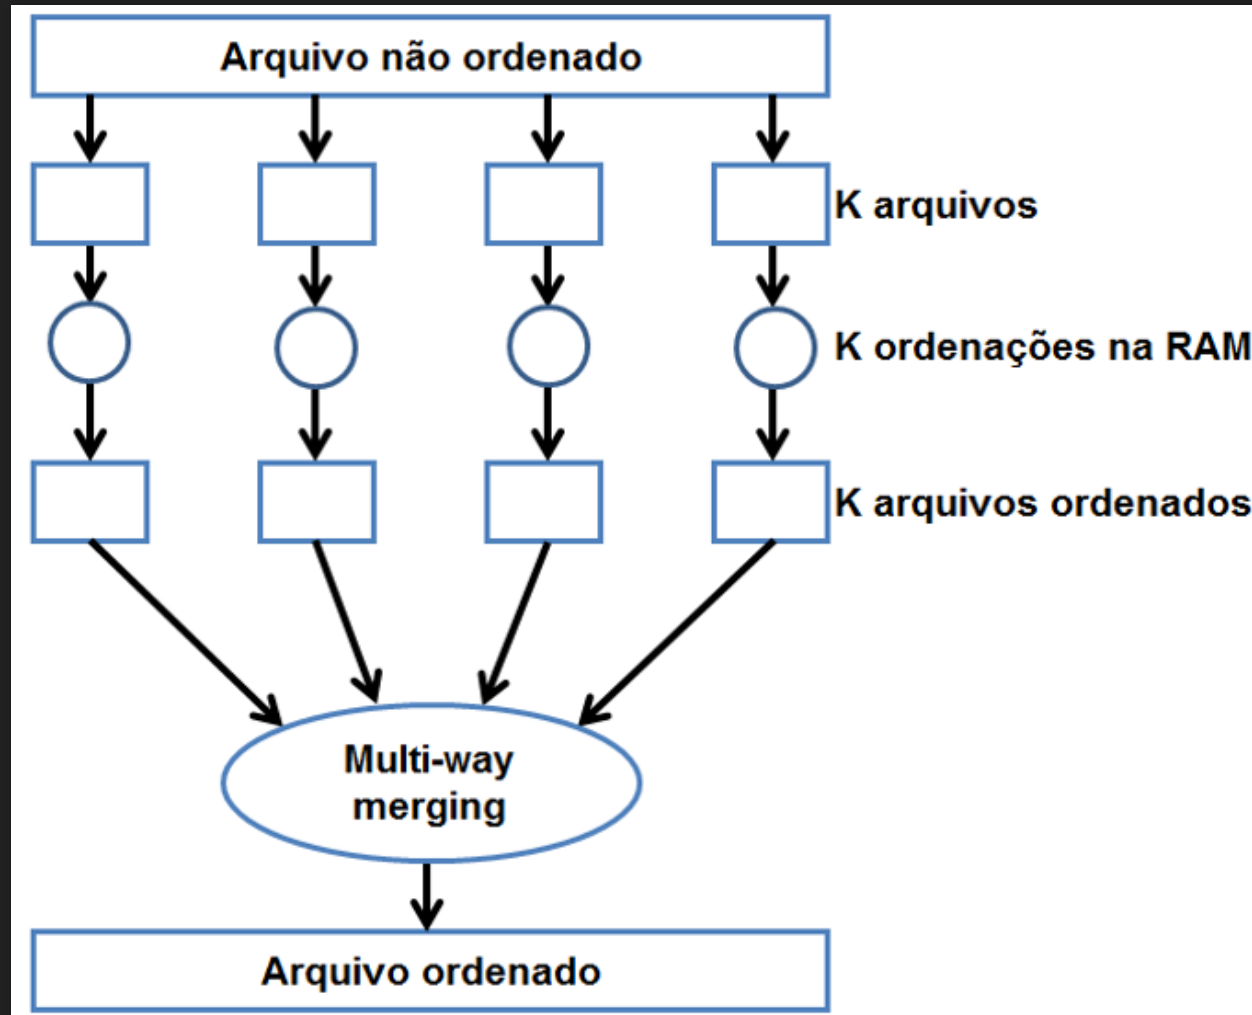 Arquivo não ordenado
K arquivos
K ordenações na RAM
K arquivos ordenados
Multi-way
merging
Arquivo ordenado